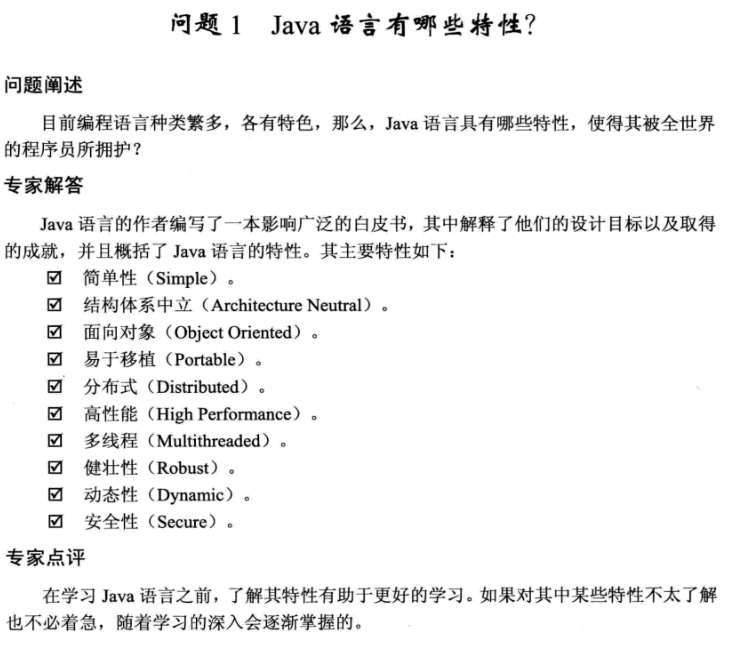 问题 1 Java 语言有哪些特性？
问题阐述
目前编程语言种类繁多，各有特色，那么，Java 语言具有哪些特性，使得其被全世界
的程序员所拥护？
专家解答
Java 语言的作者编写了一本影响广泛的白皮书，其中解释了他们的设计目标以及取得
的成就，并且概括了 Java 语言的特性。其主要特性如下：
☑ 简单性（Simple）。
☑ 结构体系中立（Architecture Neutral）。
☑ 面向对象（Object Oriented）。
☑ 易于移植（Portable）。
☑ 分布式（Distributed）。
☑ 高性能（High Performance）。
☑ 多线程（Multithreaded）。
☑ 健壮性（Robust）。
☑ 动态性（Dynamic）。
☑ 安全性（Secure）。
专家点评
在学习 Java 语言之前，了解其特性有助于更好的学习。如果对其中某些特性不太了解
也不必着急，随着学习的深入会逐渐掌握的。